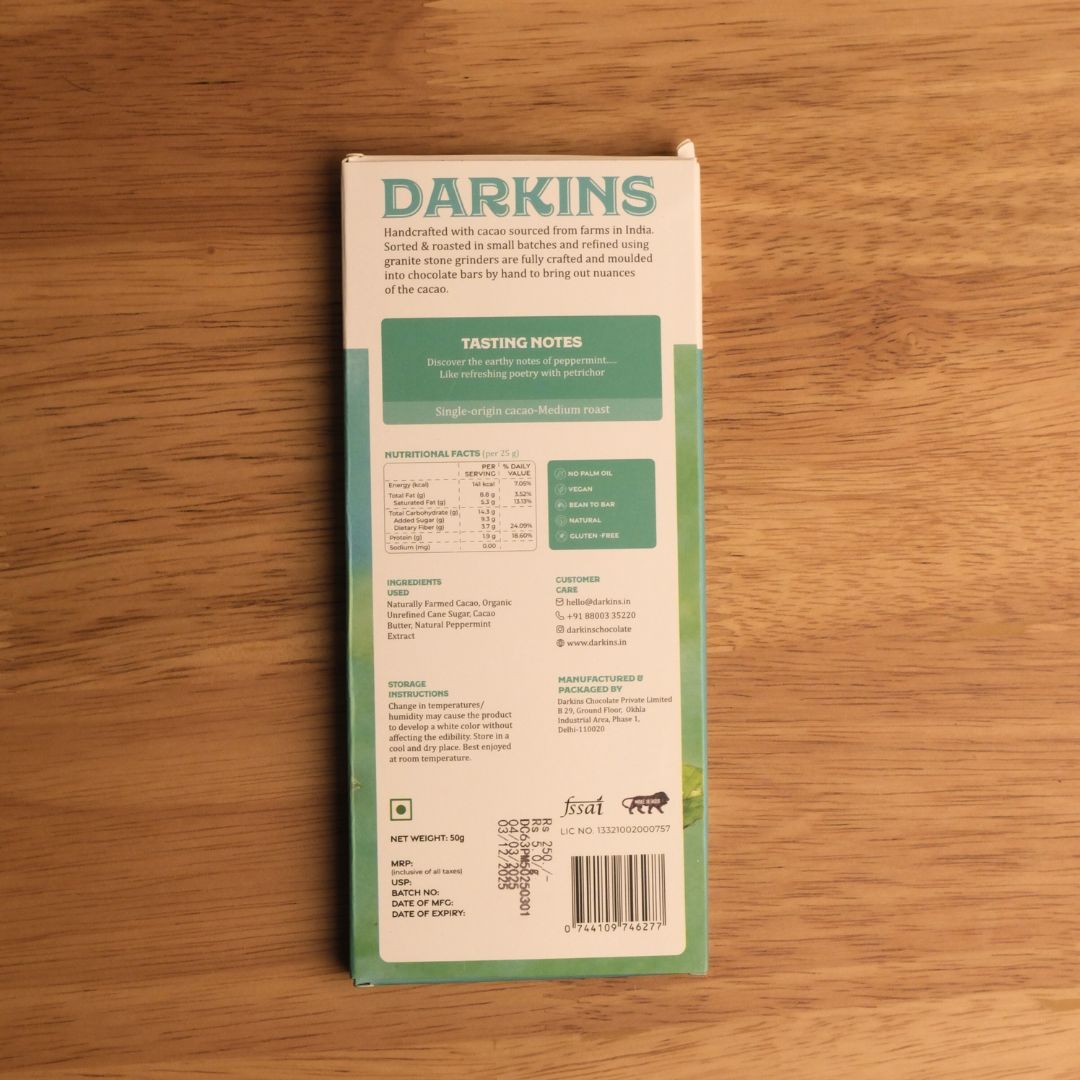 DARKINS
Handcrafted with cacao sourced from farms in India.
Sorted & roasted in small batches and refined using
granite stone grinders are fully crafted and moulded
into chocolate bars by hand to bring out nuances
of the cacao.
TASTING NOTES
Discover the earthy notes of peppermint....
Like refreshing poetry with petrichor
Single-origin cacao-Medium roast
NUTRITIONAL FACTS (per 25 g)
PER SERVING % DAILY VALUE
Energy (kcal) 141 kcal 7.05%
Total Fat (g) 8.8 g 3.52%
Saturated Fat (g) 5.3 g 13.13%
Total Carbohydrate (g) 14.3 g
Added Sugar (g) 9.3 g
Dietary Fiber (g) 3.7 g 24.09%
Protein (g) 1.9 g 18.60%
Sodium (mg) 0.00
NO PALM OIL
VEGAN
BEAN TO BAR
NATURAL
GLUTEN -FREE
INGREDIENTS
USED
Naturally Farmed Cacao, Organic
Unrefined Cane Sugar, Cacao
Butter, Natural Peppermint
Extract
CUSTOMER
CARE
hello@darkins.in
+91 88003 35220
darkinschocolate
www.darkins.in
STORAGE
INSTRUCTIONS
Change in temperatures/
humidity may cause the product
to develop a white color without
affecting the edibility. Store in a
cool and dry place. Best enjoyed
at room temperature.
MANUFACTURED &
PACKAGED BY
Darkins Chocolate Private Limited
B 29, Ground Floor, Okhla
Industrial Area, Phase 1,
Delhi-110020
NET WEIGHT: 50g
MRP:
(inclusive of all taxes)
USP:
BATCH NO:
DATE OF MFG:
DATE OF EXPIRY:
Rs 250./-
Rs 5.0/g
DC63PM50250301
04/03/2025
03/12/2025
fssai
MAKE IN INDIA
LIC NO. 13321002000757
0 744109 746277